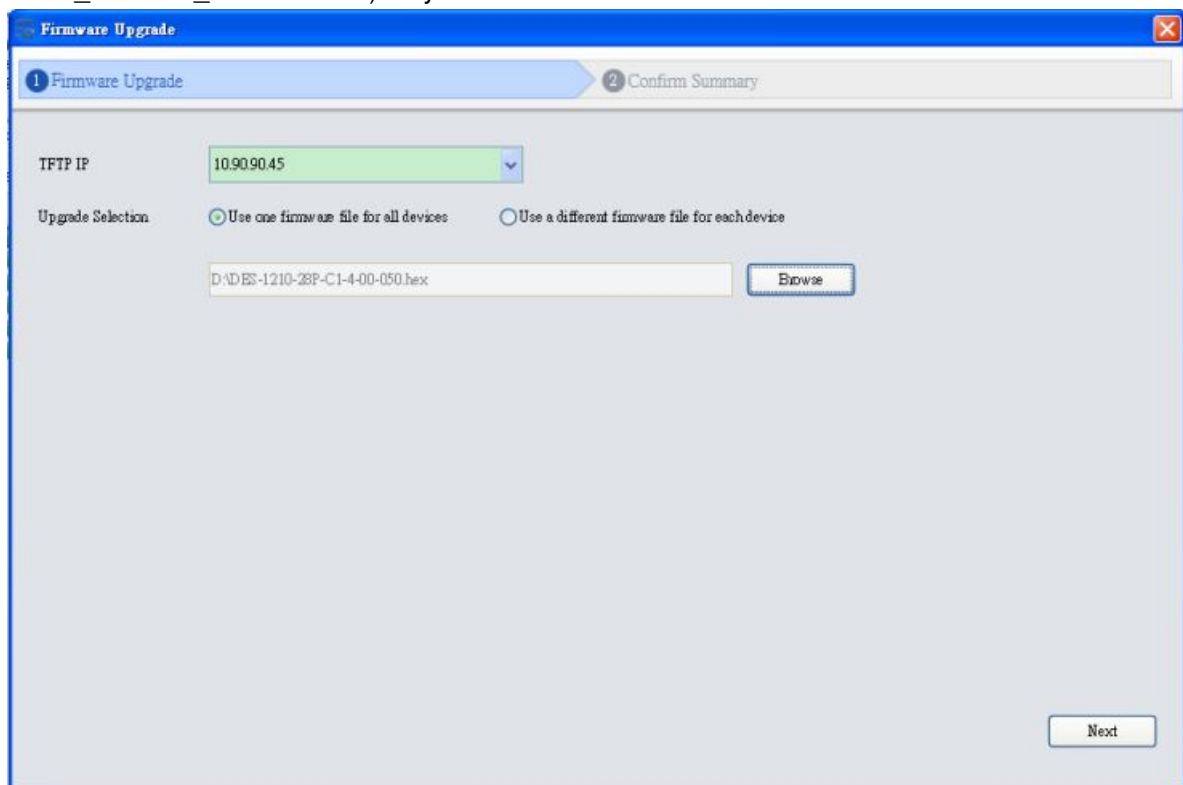 Firmware Upgrade
1 Firmware Upgrade
2 Confirm Summary
TFTP IP
10.90.90.45
Upgrade Selection
Use one firmware file for all devices
Use a different firmware file for each device
D:\DES-1210-28P-C1-4-00-050.hex
Browse
Next